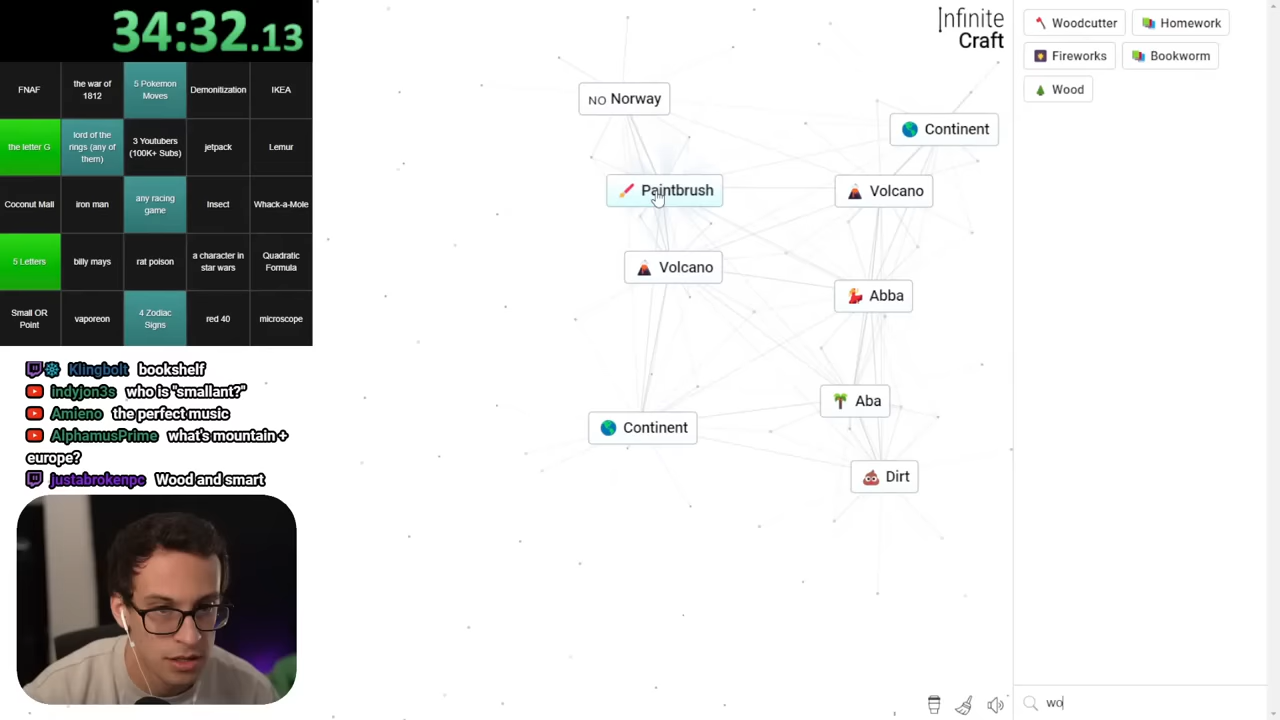 34:32.13
FNAF
the war of
1812
5 Pokemon
Moves
Demonitization
IKEA
the letter G
lord of the
rings (any of
them)
3 Youtubers
(100K+ Subs)
jetpack
Lemur
Coconut Mall
iron man
any racing
game
Insect
Whack-a-Mole
5 Letters
billy mays
rat poison
a character in
star wars
Quadratic
Formula
Small OR
Point
vaporeon
4 Zodiac
Signs
red 40
microscope
Klingbolt bookshelf
indyjon3s who is "smallant?"
Amieno the perfect music
AlphamusPrime what's mountain +
europe?
justabrokenpc Wood and smart
Infinite
Craft
NO Norway
Continent
Paintbrush
Volcano
Volcano
Abba
Aba
Continent
Dirt
Woodcutter
Homework
Fireworks
Bookworm
Wood
wo